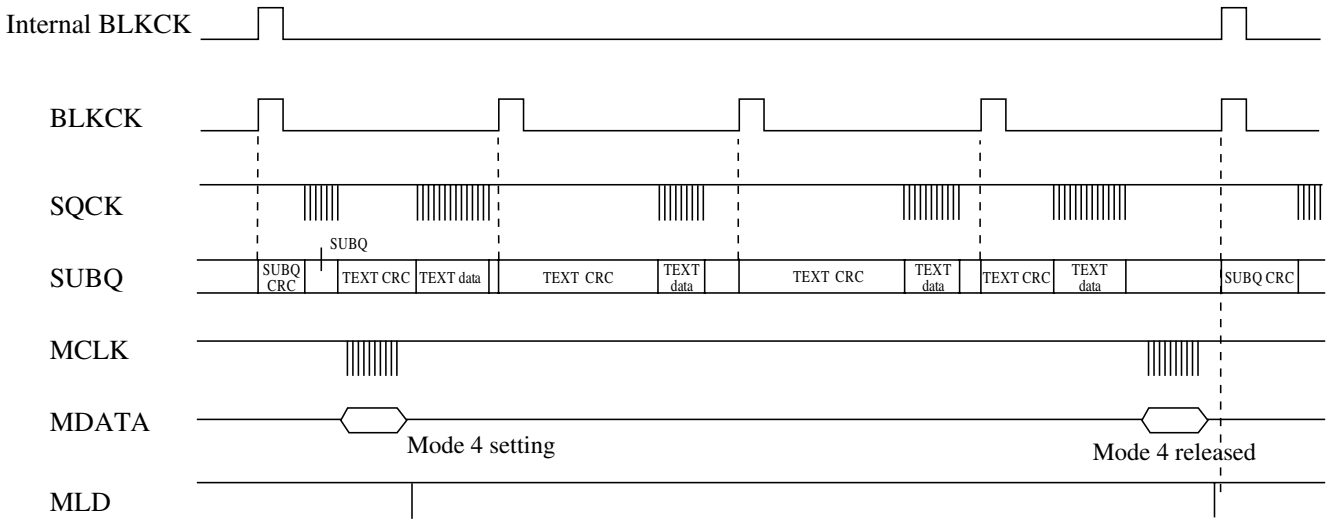 Internal BLKCK
BLKCK
SQCK
SUBQ
SUBQ
SUBQ
CRC
TEXT CRC
TEXT data
TEXT CRC
TEXT
data
TEXT CRC
TEXT
data
TEXT CRC
TEXT
data
SUBQ CRC
MCLK
MDATA
Mode 4 setting
Mode 4 released
MLD